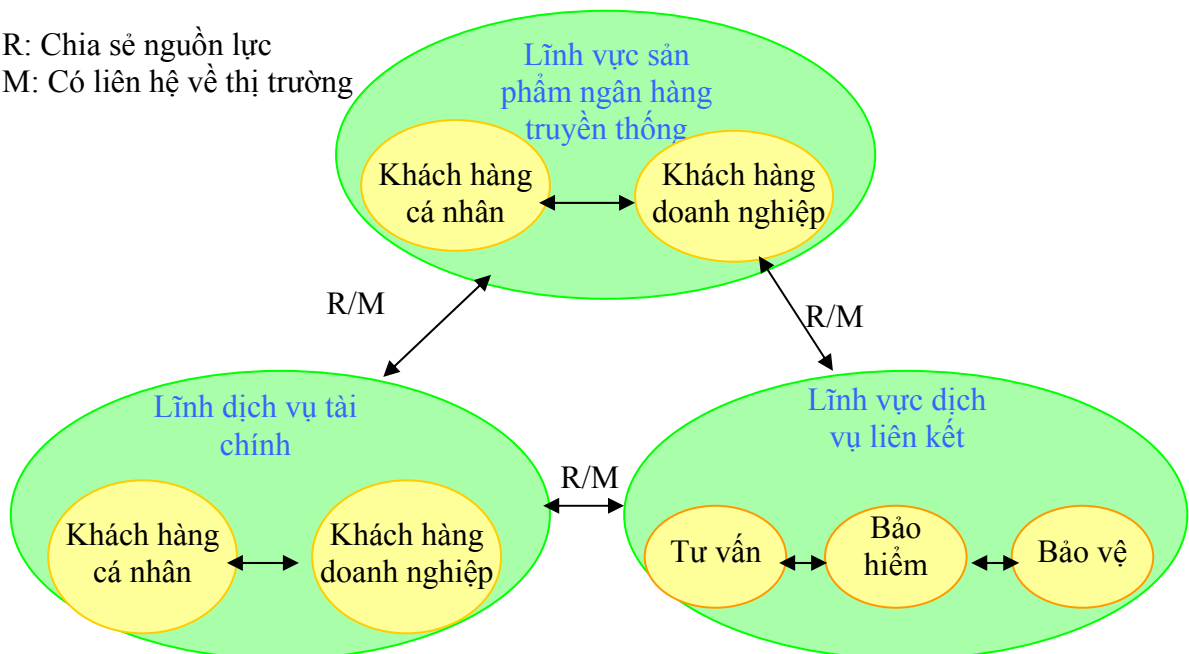 R: Chia sẻ nguồn lực
M: Có liên hệ về thị trường
Lĩnh vực sản
phẩm ngân hàng
truyền thống
Khách hàng
cá nhân
Khách hàng
doanh nghiệp
R/M
R/M
Lĩnh dịch vụ tài
chính
Khách hàng
cá nhân
Khách hàng
doanh nghiệp
R/M
Lĩnh vực dịch
vụ liên kết
Tư vấn
Bảo
hiểm
Bảo vệ